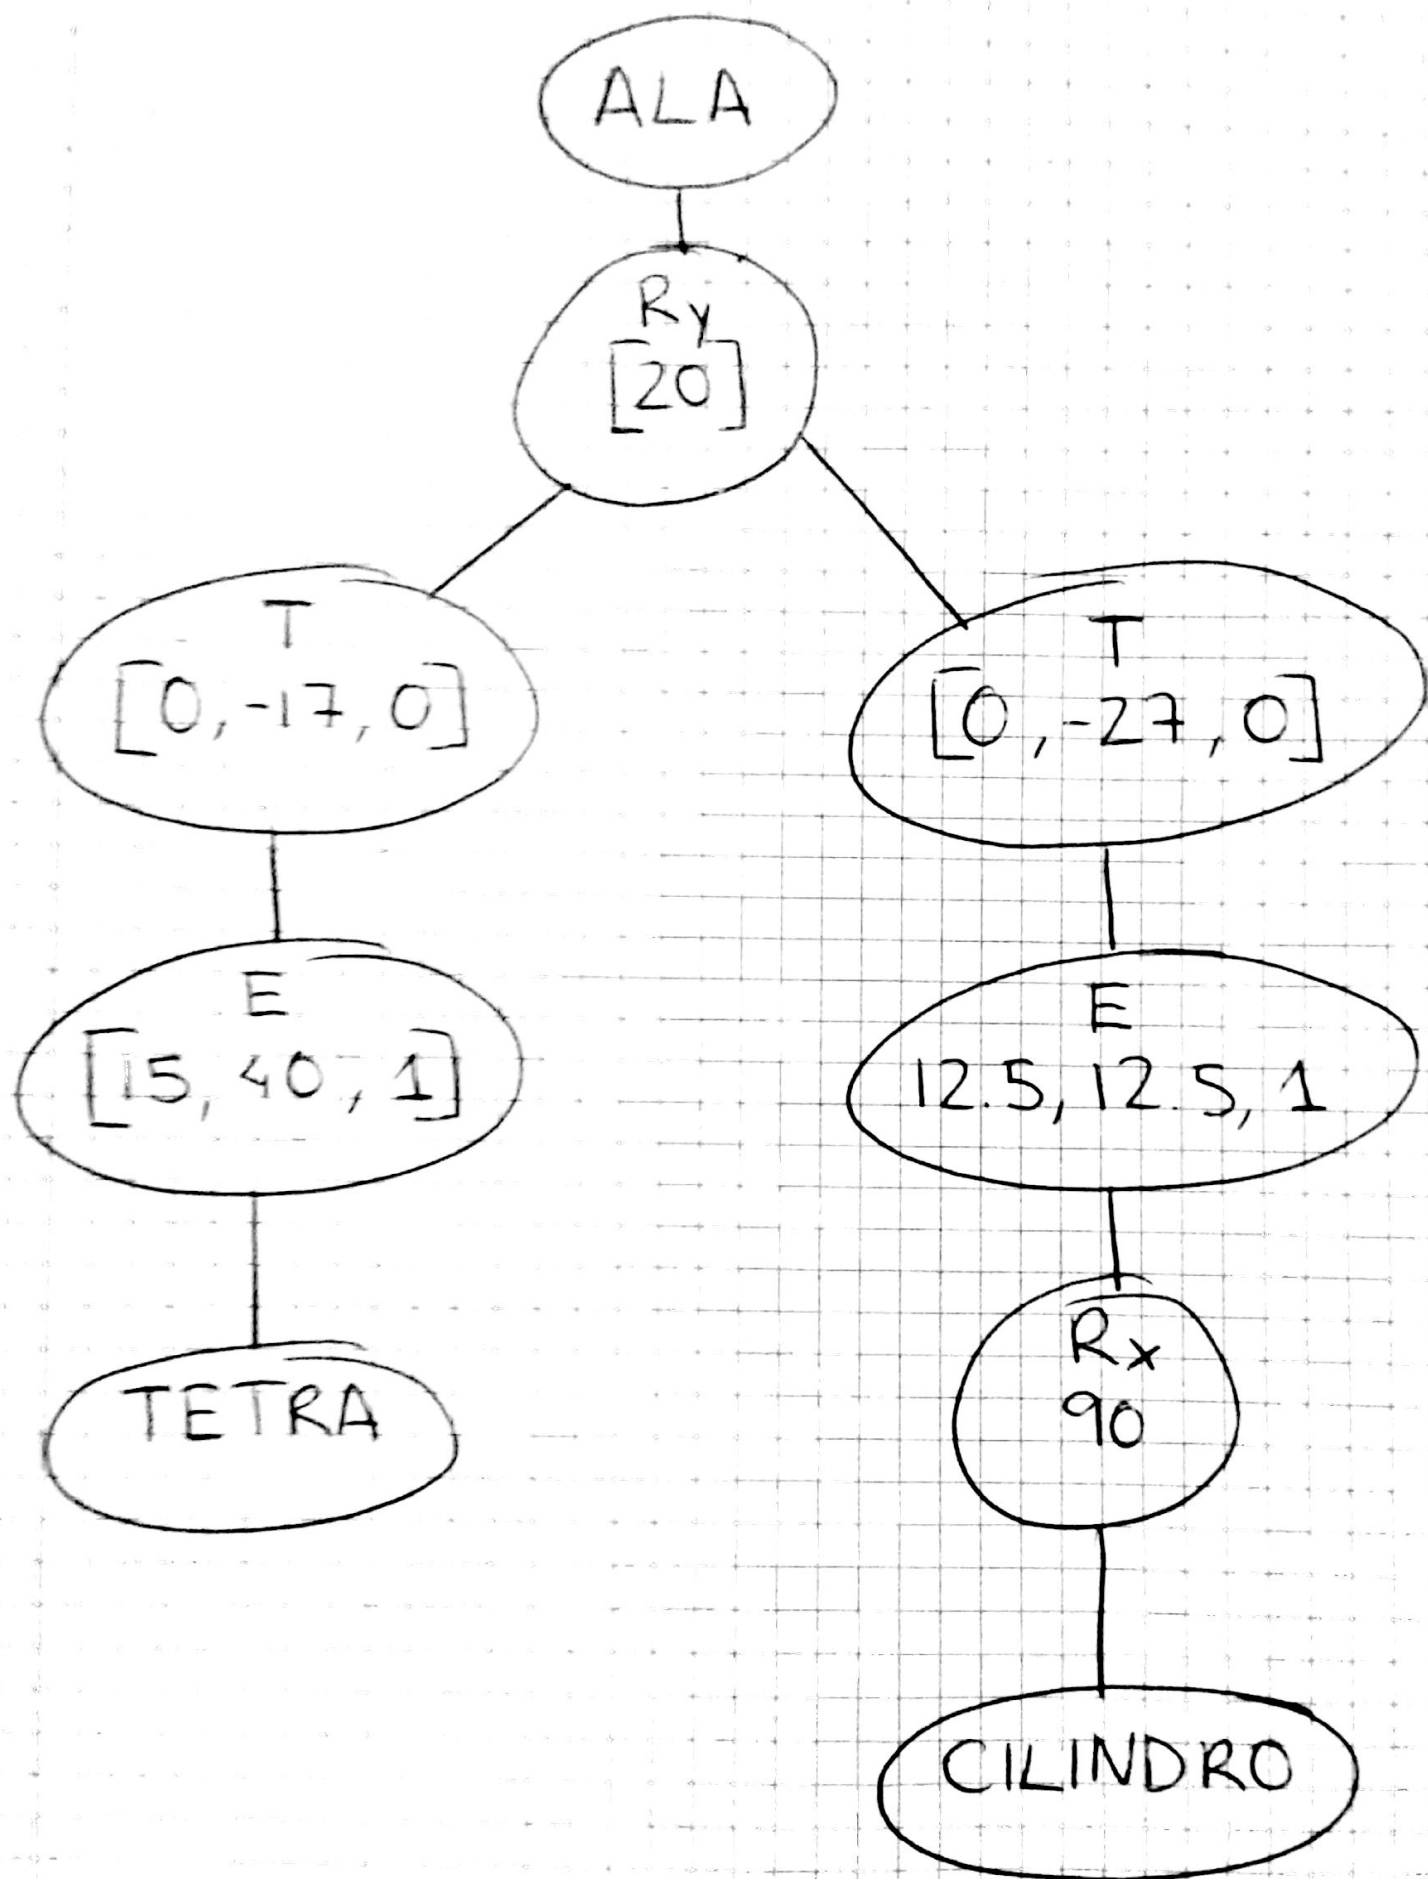 ALA
Ry
[20]
T
[0,-17,0]
T
[0,-27,0]
E
[15,40,1]
E
12.5,12.5,1
TETRA
Rx
90
CILINDRO